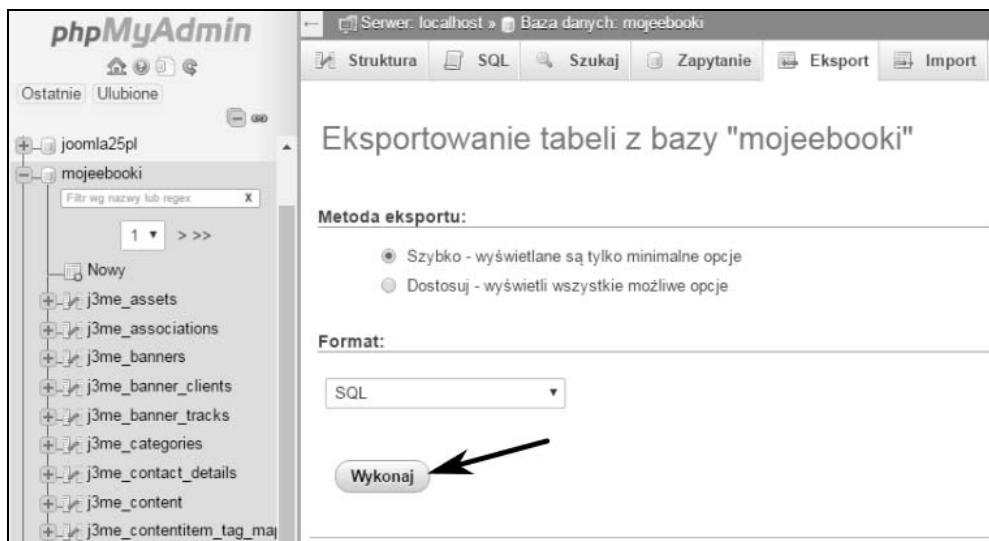 phpMyAdmin
Ostatnie Ulubione
joomla25pl
mojeebooki
Filtr wg nazwy lub regex X
1 > >>
Nowy
j3me_assets
j3me_associations
j3me_banners
j3me_banner_clients
j3me_banner_tracks
j3me_categories
j3me_contact_details
j3me_content
j3me_contentitem_tag_map
Serwer: localhost » Baza danych: mojeebooki
Struktura SQL Szukaj Zapytanie Eksport Import
Eksportowanie tabeli z bazy "mojeebooki"
Metoda eksportu:
Szybko - wyświetlane są tylko minimalne opcje
Dostosuj - wyświetli wszystkie możliwe opcje
Format:
SQL
Wykonaj